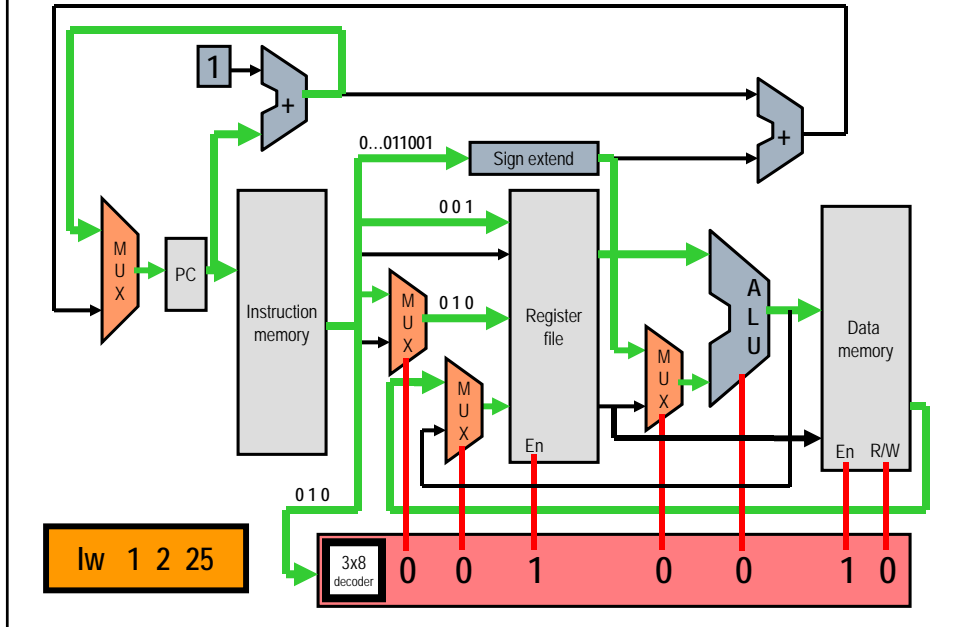 1
+
+
0...011001
Sign extend
0 0 1
M
U
X
PC
Instruction
memory
M
U
X
0 1 0
Register
file
A
L
U
Data
memory
M
U
X
M
U
X
En
En R/W
0 1 0
lw 1 2 25
3x8
decoder
0 0 1 0 0 1 0